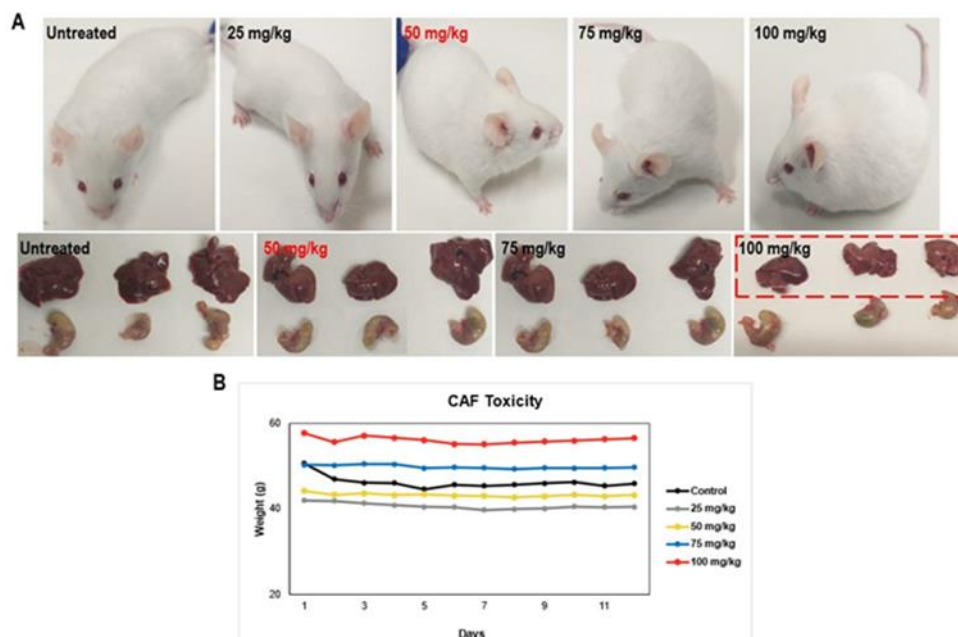 A
Untreated
25 mg/kg
50 mg/kg
75 mg/kg
100 mg/kg
Untreated
50 mg/kg
75 mg/kg
100 mg/kg
B
CAF Toxicity
60
40
20
Weight (g)
1
3
5
7
9
11
Days
Control
25 mg/kg
50 mg/kg
75 mg/kg
100 mg/kg